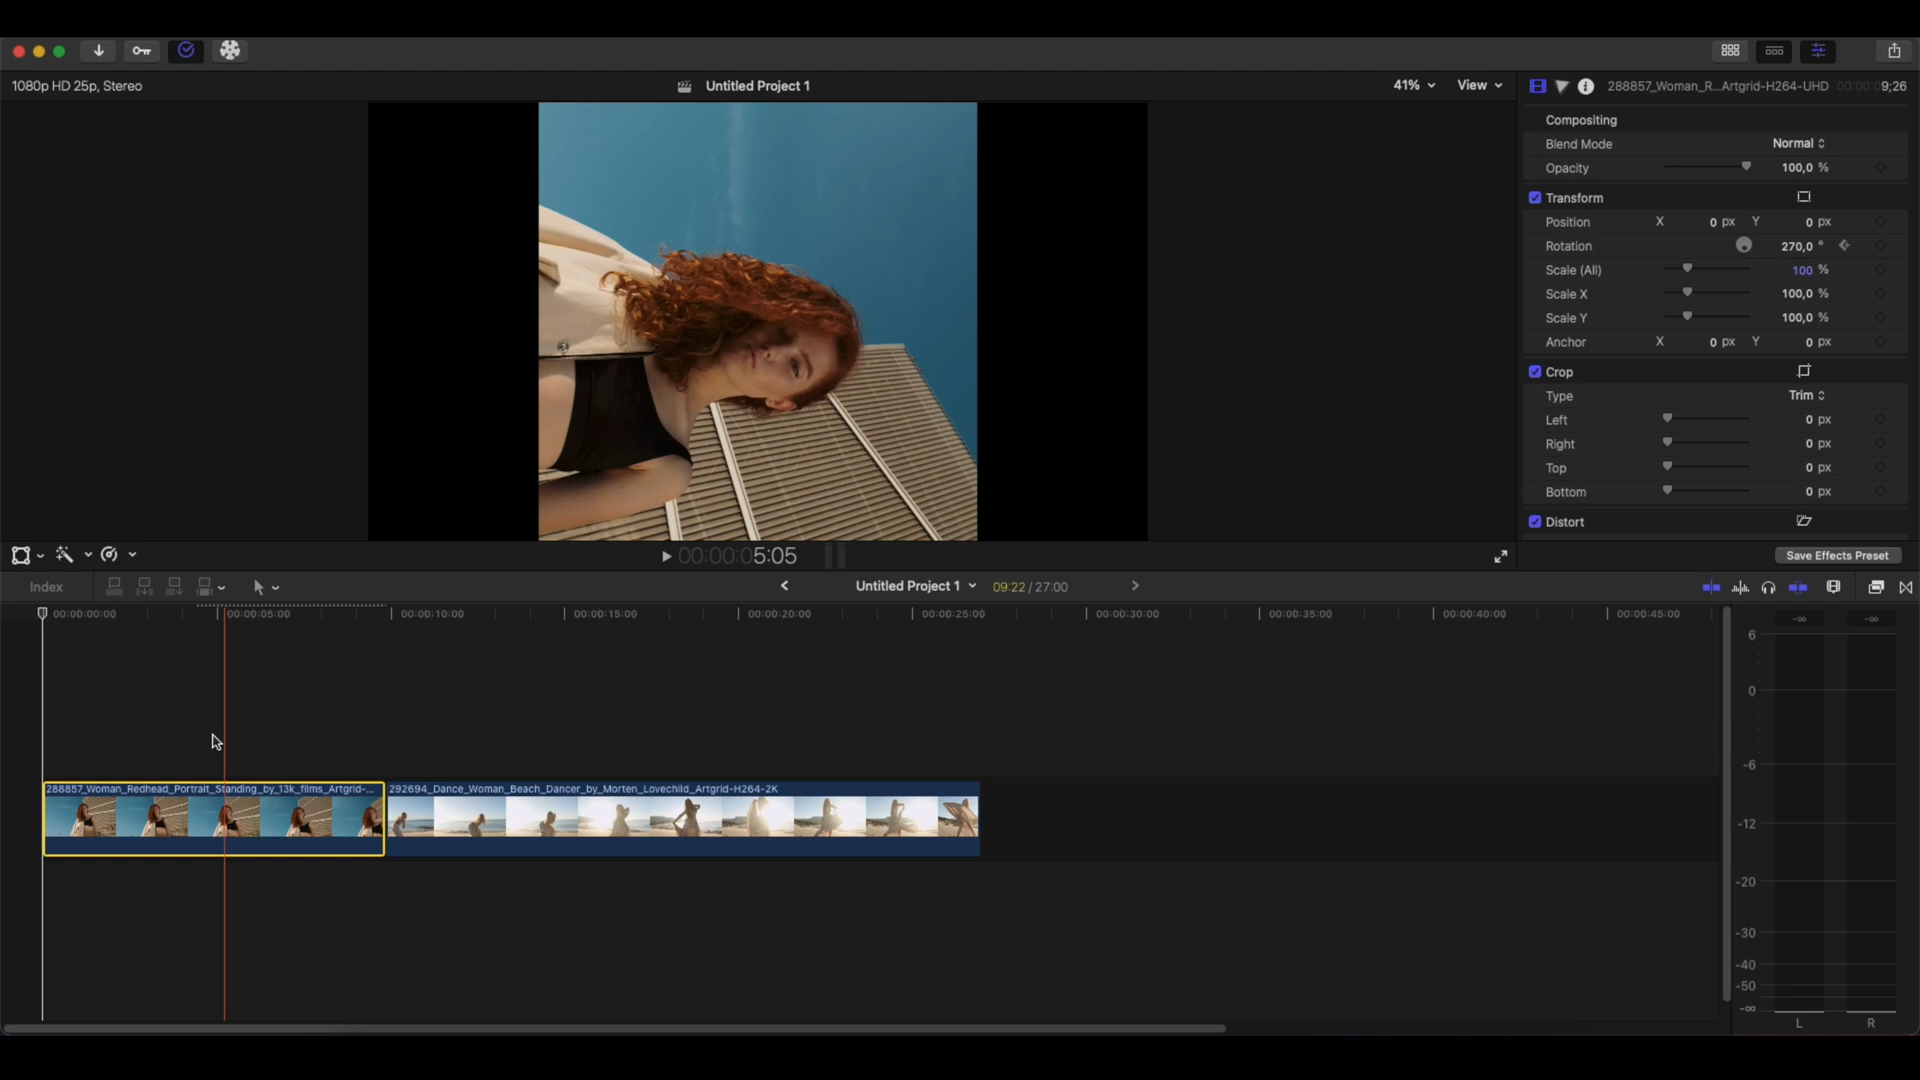 1080p HD 25p, Stereo
Untitled Project 1
41%
View
288857_Woman_R...Artgrid-H264-UHD
00:00:09;26
Compositing
Blend Mode Normal
Opacity 100,0 %
Transform
Position X 0 px Y 0 px
Rotation 270,0 °
Scale (All) 100 %
Scale X 100,0 %
Scale Y 100,0 %
Anchor X 0 px Y 0 px
Crop
Type Trim
Left 0 px
Right 0 px
Top 0 px
Bottom 0 px
Distort
00:00:05:05
Save Effects Preset
Index
Untitled Project 1
09:22 / 27:00
00:00:00:00
00:00:05:00
00:00:10:00
00:00:15:00
00:00:20:00
00:00:25:00
00:00:30:00
00:00:35:00
00:00:40:00
00:00:45:00
288857_Woman_Redhead_Portrait_Standing_by_13k_films_Artgrid-...
292694_Dance_Woman_Beach_Dancer_by_Morten_Lovechild_Artgrid-H264-2K
-∞ -∞
6
0
-6
-12
-20
-30
-40
-50
-∞
L R